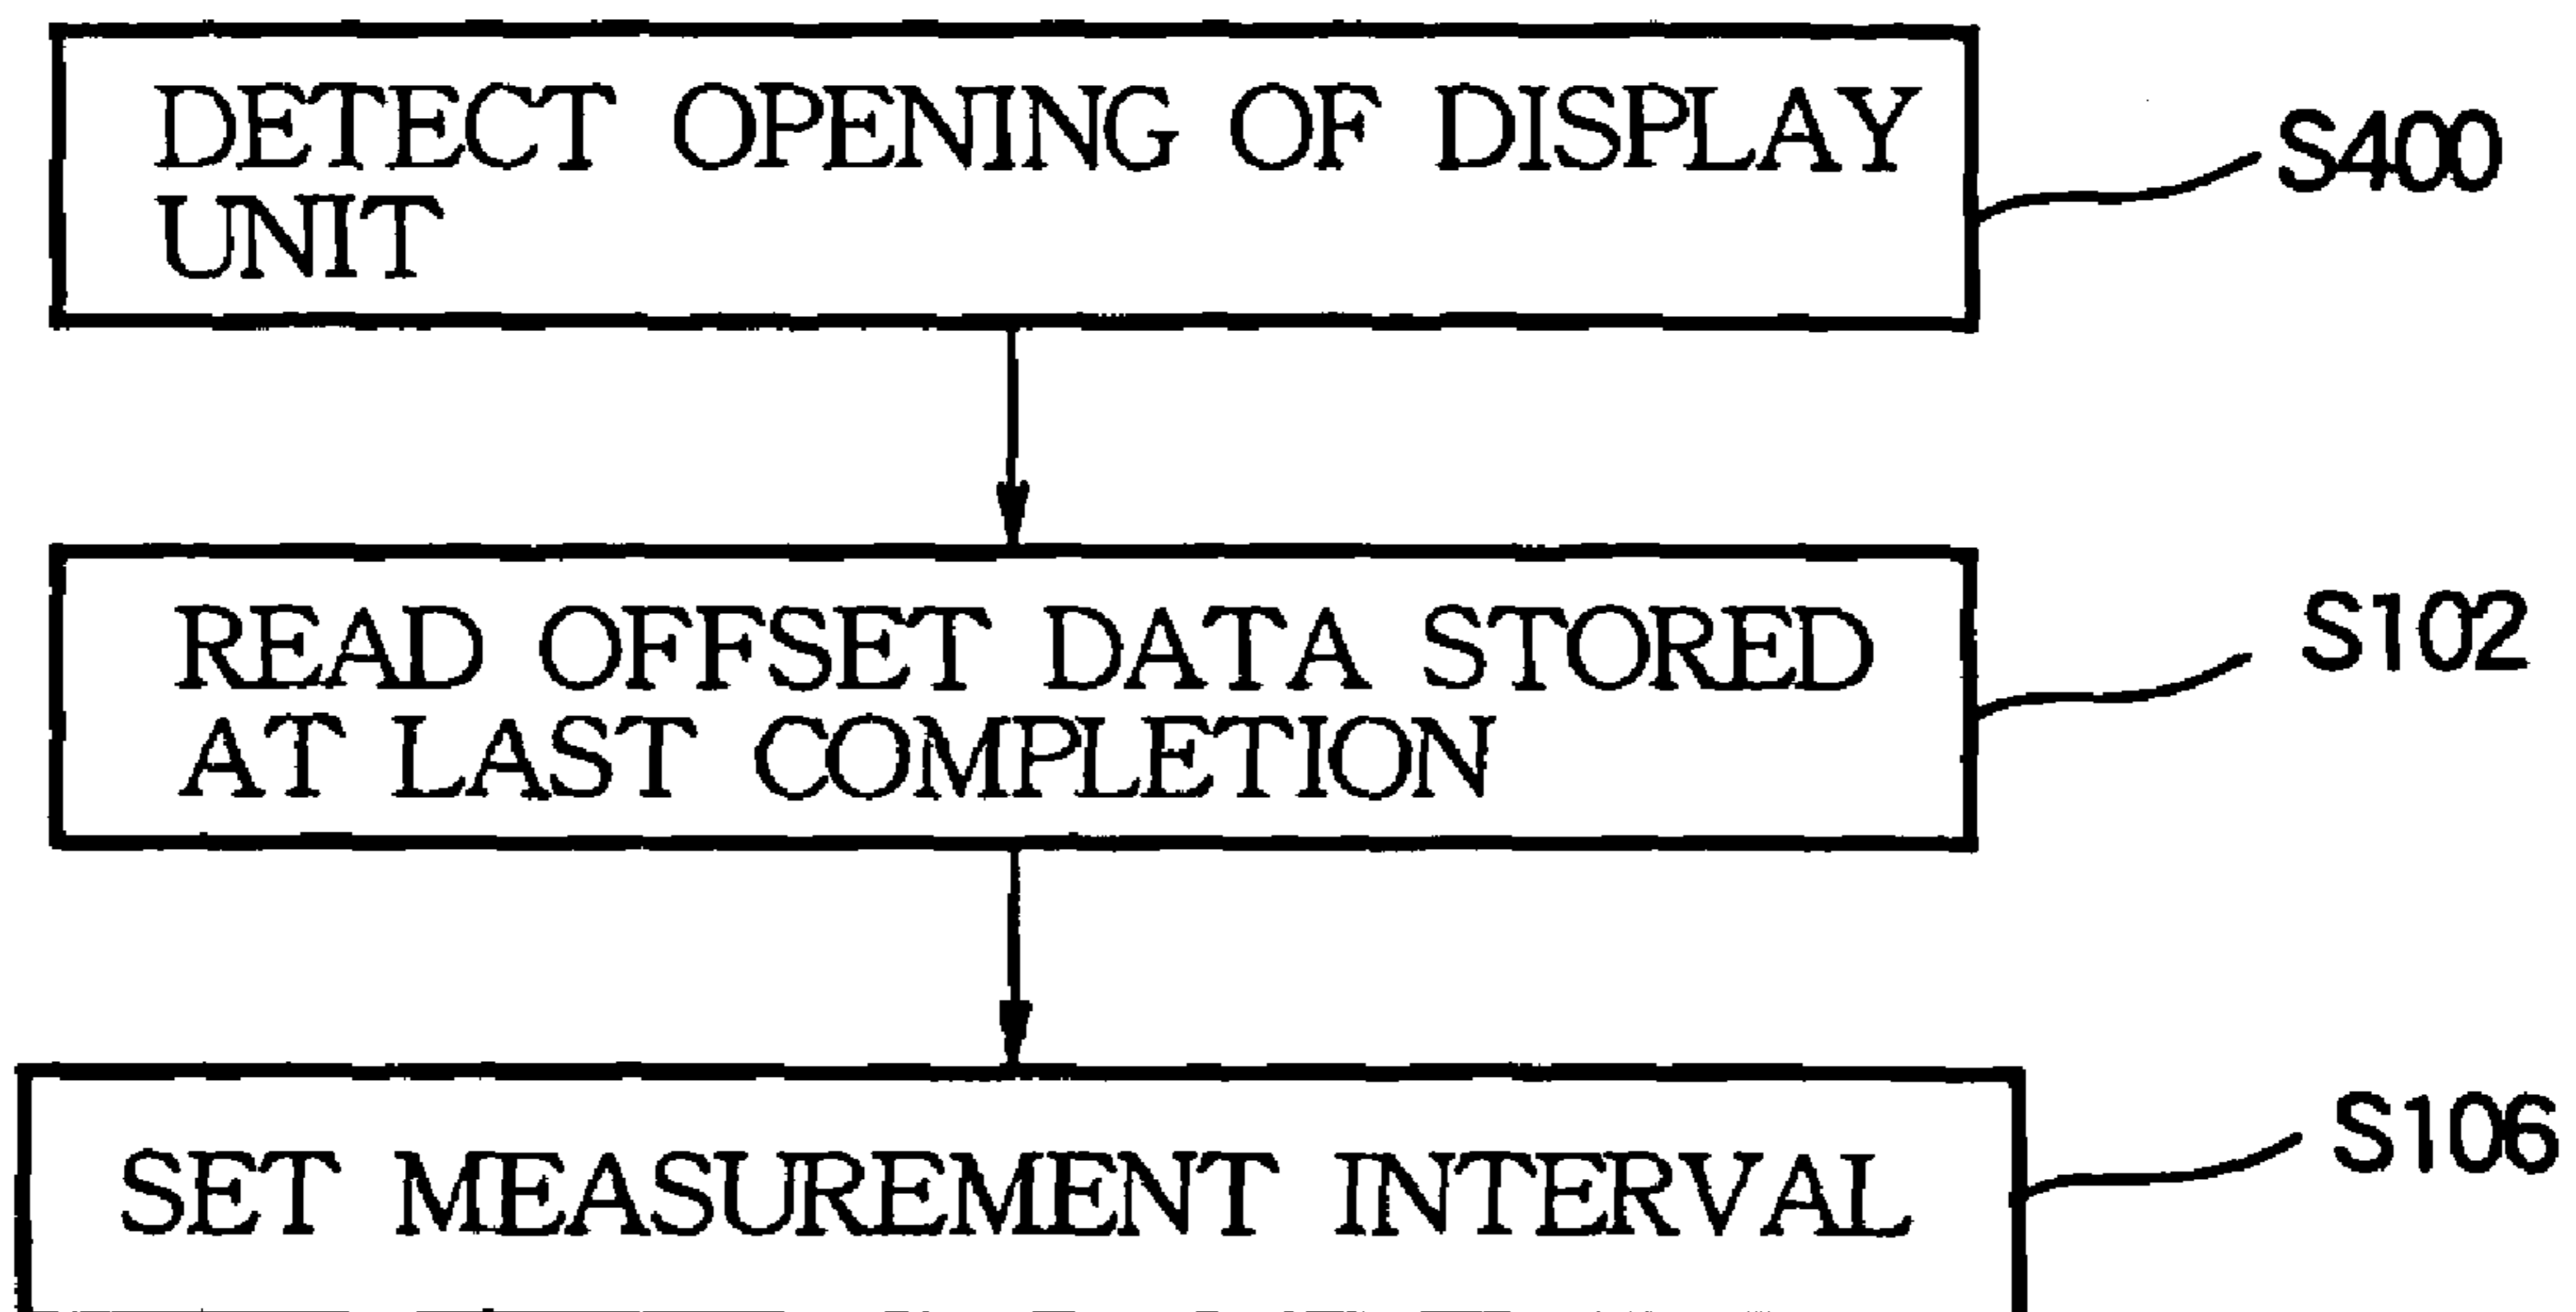 DETECT OPENING OF DISPLAY
UNIT
S400
READ OFFSET DATA STORED
AT LAST COMPLETION
S102
SET MEASUREMENT INTERVAL
S106